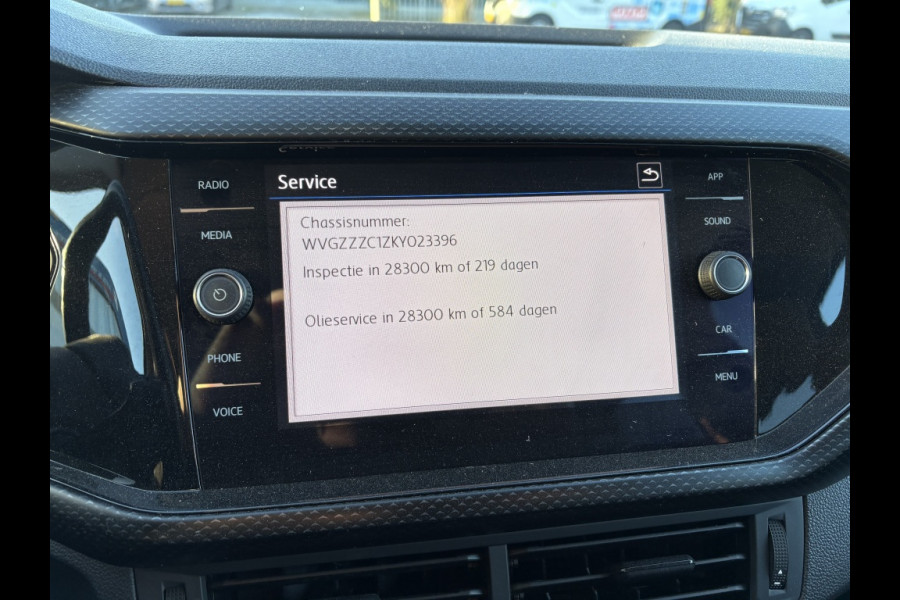 RADIO
MEDIA
PHONE
VOICE
Service
Chassisnummer:
WVGZZZC1ZKY023396
Inspectie in 28300 km of 219 dagen
Olieservice in 28300 km of 584 dagen
APP
SOUND
CAR
MENU